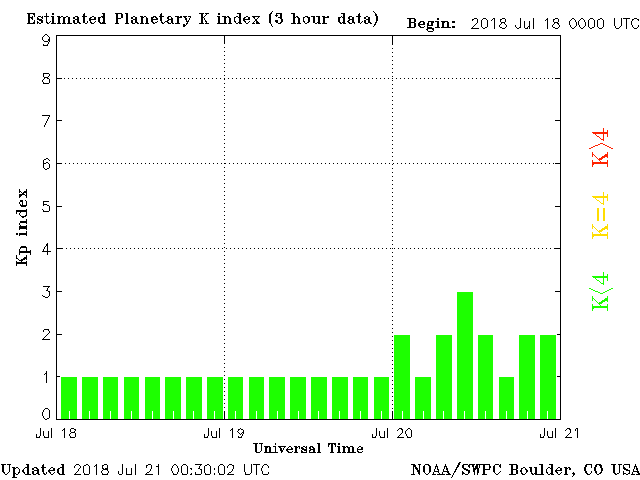 Estimated Planetary K index (3 hour data) Begin: 2018 Jul 18 0000 UTC
9
8
7
6
5
4
3
2
1
0
Kp index
K>4
K=4
K<4
Jul 18 Jul 19 Jul 20 Jul 21
Universal Time
Updated 2018 Jul 21 00:30:02 UTC NOAA/SWPC Boulder, CO USA